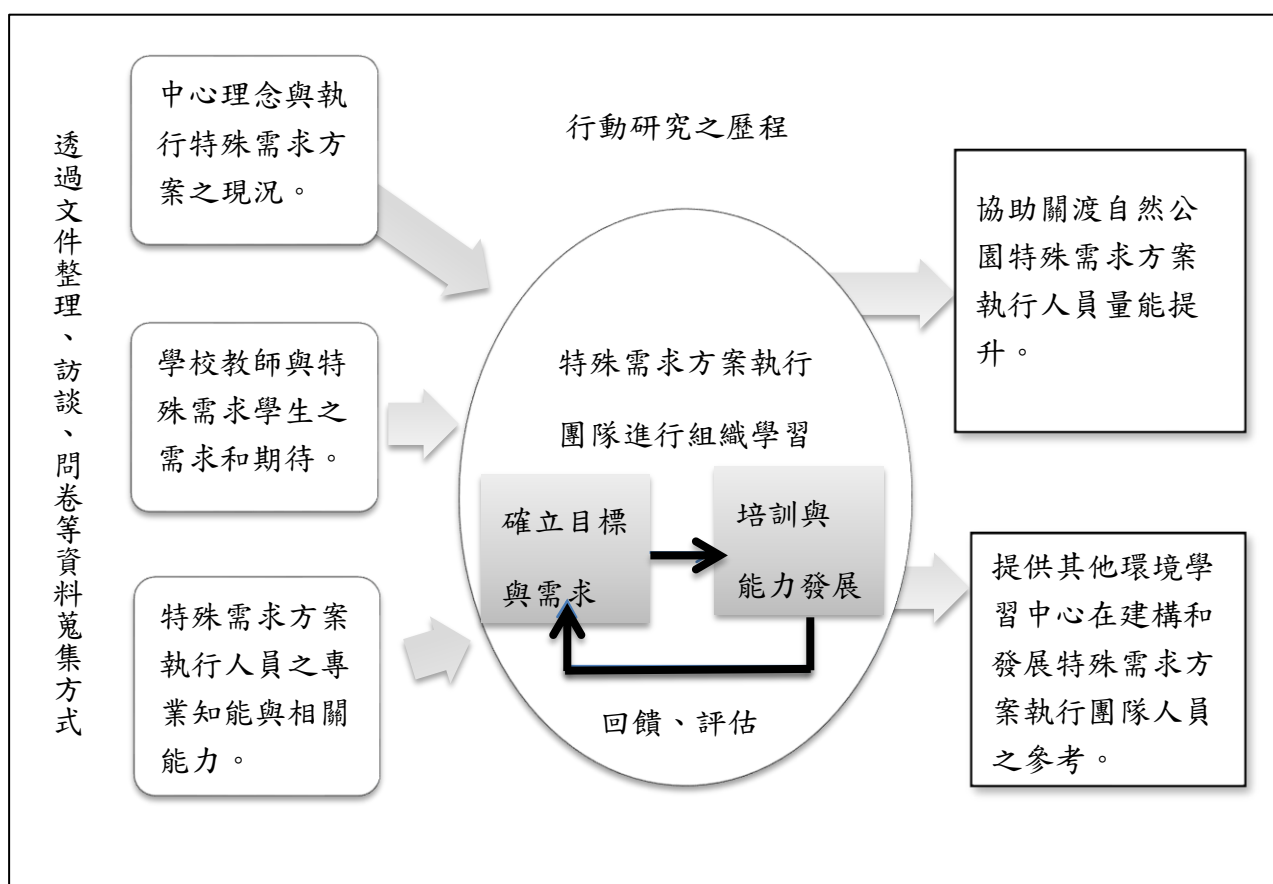 透過文件整理、訪談、問卷等資料蒐集方式
中心理念與執
行特殊需求方
案之現況。
學校教師與特
殊需求學生之
需求和期待。
特殊需求方案
執行人員之專
業知能與相關
能力。
行動研究之歷程
特殊需求方案執行
團隊進行組織學習
確立目標
與需求
培訓與
能力發展
回饋、評估
協助關渡自然公
園特殊需求方案
執行人員量能提
升。
提供其他環境學
習中心在建構和
發展特殊需求方
案執行團隊人員
之參考。